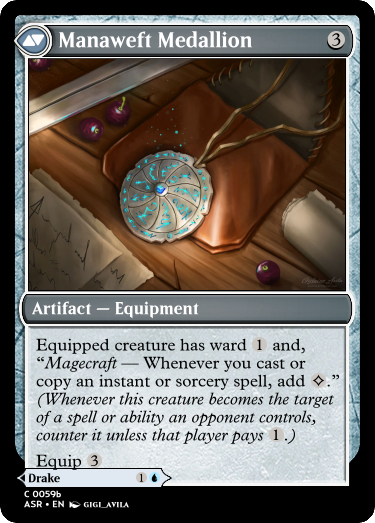 Manaweft Medallion 3
Artifact — Equipment
Equipped creature has ward 1 and,
“Magecraft — Whenever you cast or
copy an instant or sorcery spell, add C.”
(Whenever this creature becomes the target
of a spell or ability an opponent controls,
counter it unless that player pays 1.)
Equip 3
Drake 1
C 0059b
ASR • EN GIGI_AVILA